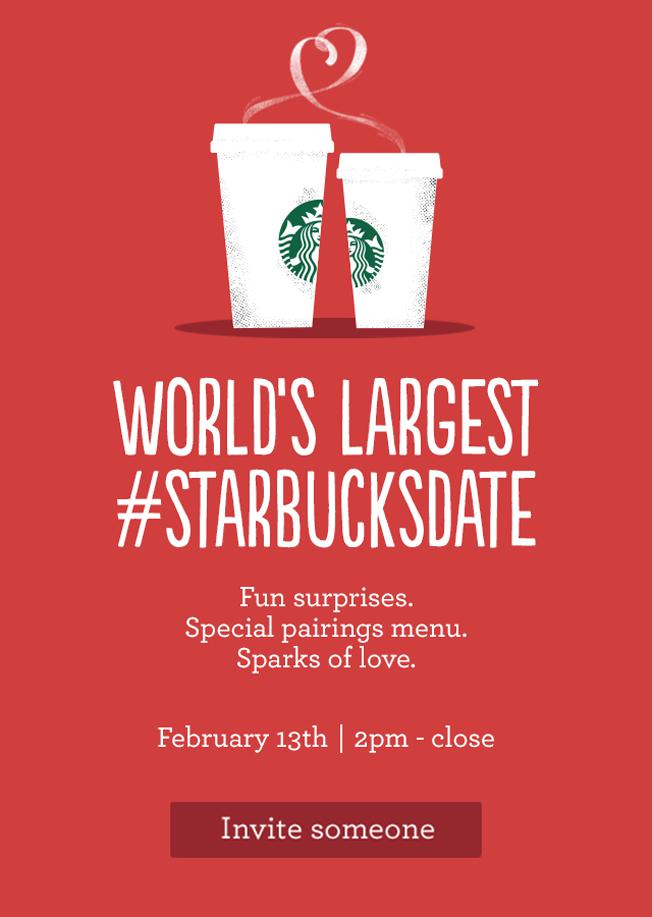 WORLD'S LARGEST
#STARBUCKSDATE
Fun surprises.
Special pairings menu.
Sparks of love.
February 13th | 2pm - close
Invite someone